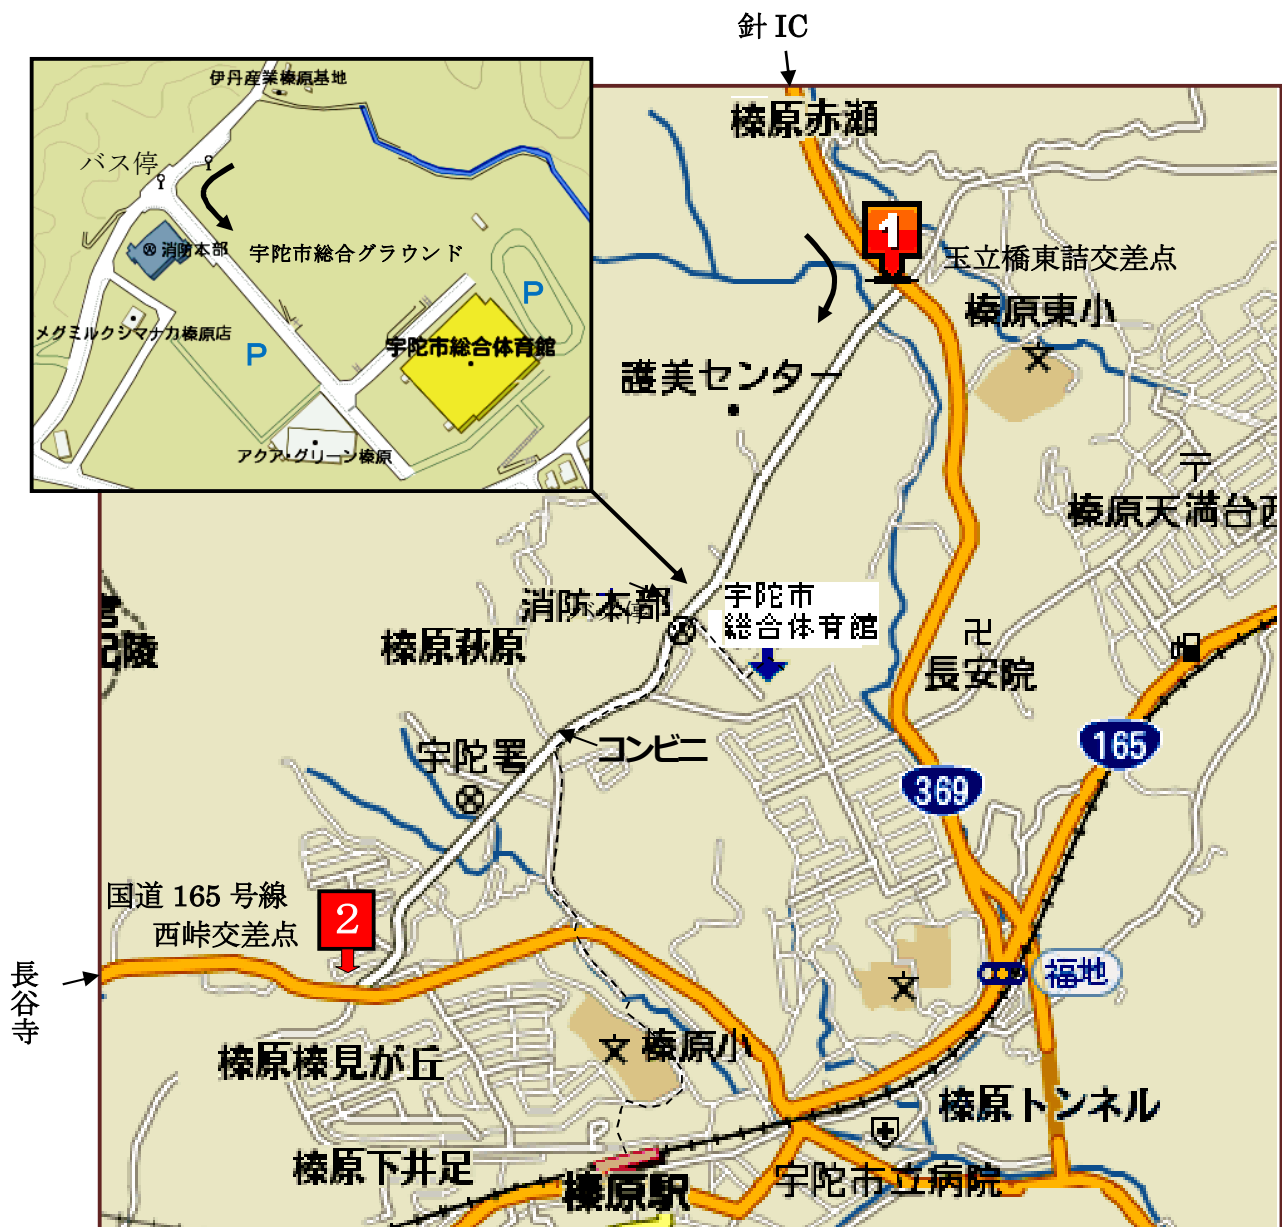 針 IC
伊丹産業榛原基地
バス停
消防本部
宇陀市総合グラウンド
P
メグミルクシマナカ榛原店
P
宇陀市総合体育館
アクア・グリーン榛原
榛原赤瀬
1
玉立橋東詰交差点
榛原東小
護美センター
榛原天満台西
消防本部
バス停
宇陀市
総合体育館
陵
榛原萩原
長安院
コンビニ
宇陀署
165
369
国道 165 号線
西峠交差点
2
長谷寺
福地
榛原榛見が丘
榛原小
榛原トンネル
榛原下井足
榛原駅
宇陀市立病院